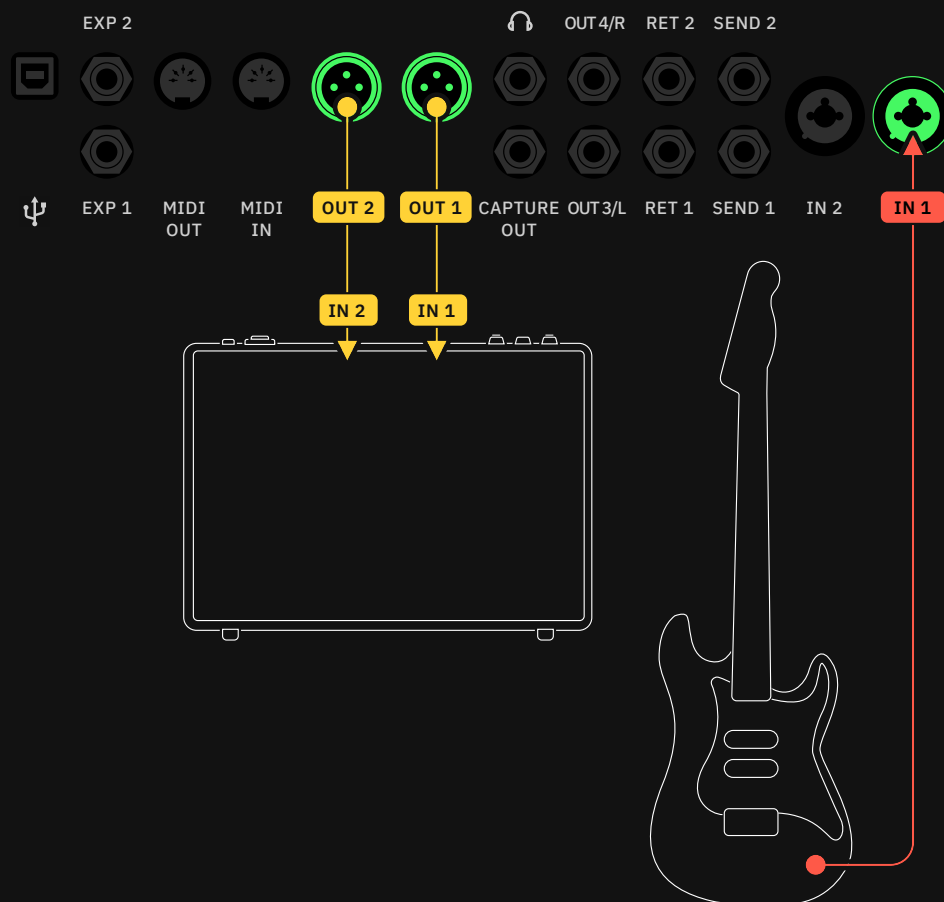 EXP 2
OUT4/R
RET 2
SEND 2
EXP 1
MIDI
OUT
MIDI
IN
OUT 2
OUT 1
CAPTURE
OUT
OUT3/L
RET 1
SEND 1
IN 2
IN 1
IN 2
IN 1